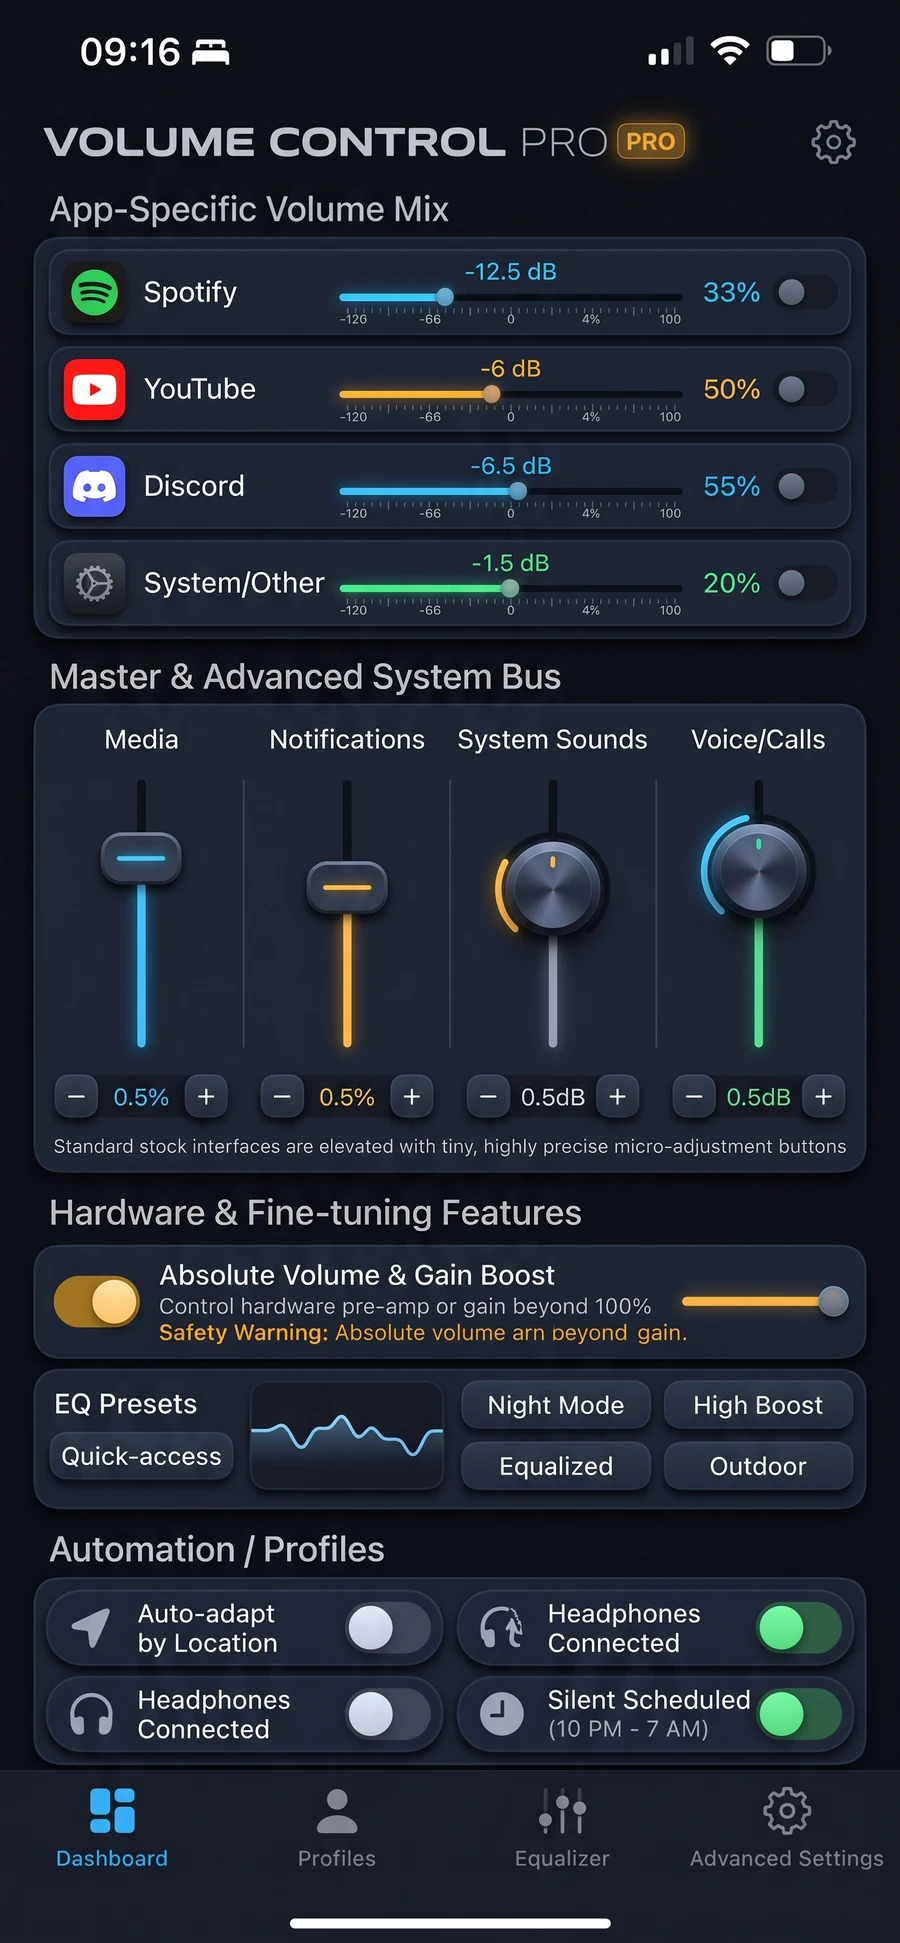 09:16
VOLUME CONTROL PRO PRO
App-Specific Volume Mix
Spotify
-12.5 dB
-126 -66 0 4% 100
33%
YouTube
-6 dB
-120 -66 0 4% 100
50%
Discord
-6.5 dB
-120 -66 0 4% 100
55%
System/Other
-1.5 dB
-120 -66 0 4% 100
20%
Master & Advanced System Bus
Media Notifications System Sounds Voice/Calls
− 0.5% + − 0.5% + − 0.5dB + − 0.5dB +
Standard stock interfaces are elevated with tiny, highly precise micro-adjustment buttons
Hardware & Fine-tuning Features
Absolute Volume & Gain Boost
Control hardware pre-amp or gain beyond 100%
Safety Warning: Absolute volume arn beyond gain.
EQ Presets
Quick-access
Night Mode High Boost
Equalized Outdoor
Automation / Profiles
Auto-adapt
by Location
Headphones
Connected
Headphones
Connected
Silent Scheduled
(10 PM - 7 AM)
Dashboard Profiles Equalizer Advanced Settings